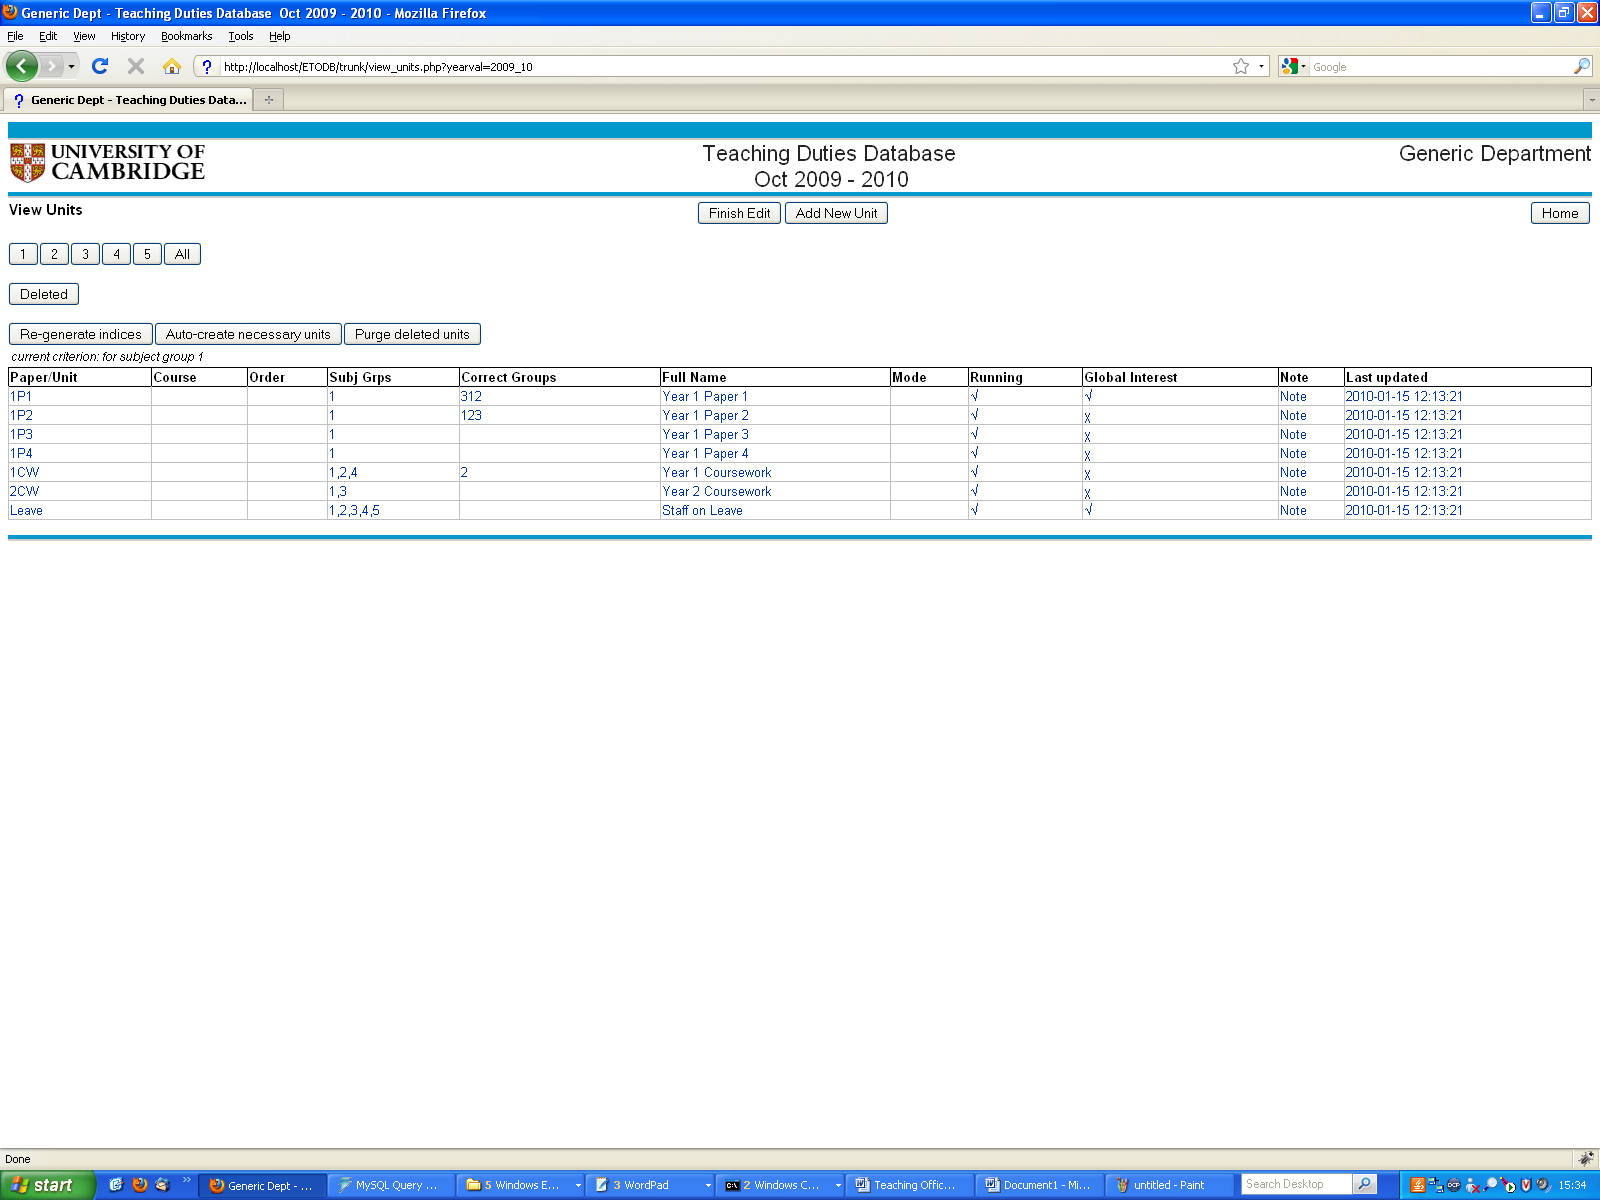 Generic Dept - Teaching Duties Database  Oct 2009 - 2010 - Mozilla Firefox
File Edit View History Bookmarks Tools Help
http://localhost/ETODB/trunk/view_units.php?yearval=2009_10 Google
Generic Dept - Teaching Duties Data...
UNIVERSITY OF
CAMBRIDGE
Teaching Duties Database
Oct 2009 - 2010
Generic Department
View Units Finish Edit Add New Unit Home
1 2 3 4 5 All
Deleted
Re-generate indices Auto-create necessary units Purge deleted units
current criterion: for subject group 1
Paper/Unit Course Order Subj Grps Correct Groups Full Name Mode Running Global Interest Note Last updated
1P1 1 312 Year 1 Paper 1 √ √ Note 2010-01-15 12:13:21
1P2 1 123 Year 1 Paper 2 √ χ Note 2010-01-15 12:13:21
1P3 1 Year 1 Paper 3 √ χ Note 2010-01-15 12:13:21
1P4 1 Year 1 Paper 4 √ χ Note 2010-01-15 12:13:21
1CW 1,2,4 2 Year 1 Coursework √ χ Note 2010-01-15 12:13:21
2CW 1,3 Year 2 Coursework √ χ Note 2010-01-15 12:13:21
Leave 1,2,3,4,5 Staff on Leave √ √ Note 2010-01-15 12:13:21
Done
start Generic Dept - ... MySQL Query ... 5 Windows E... 3 WordPad 2 Windows C... Teaching Offic... Document1 - Mi... untitled - Paint Search Desktop 15:34